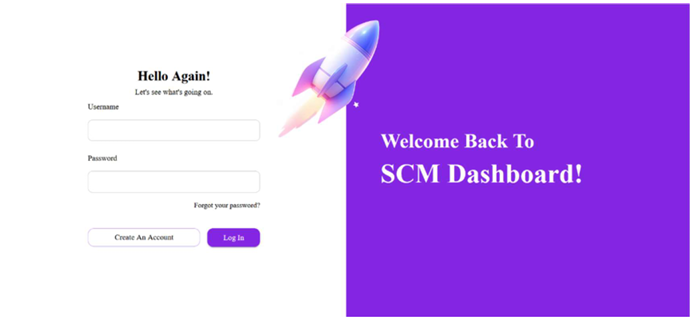 Hello Again!
Let's see what's going on.
Username
Password
Forgot your password?
Create An Account
Log In
Welcome Back To
SCM Dashboard!